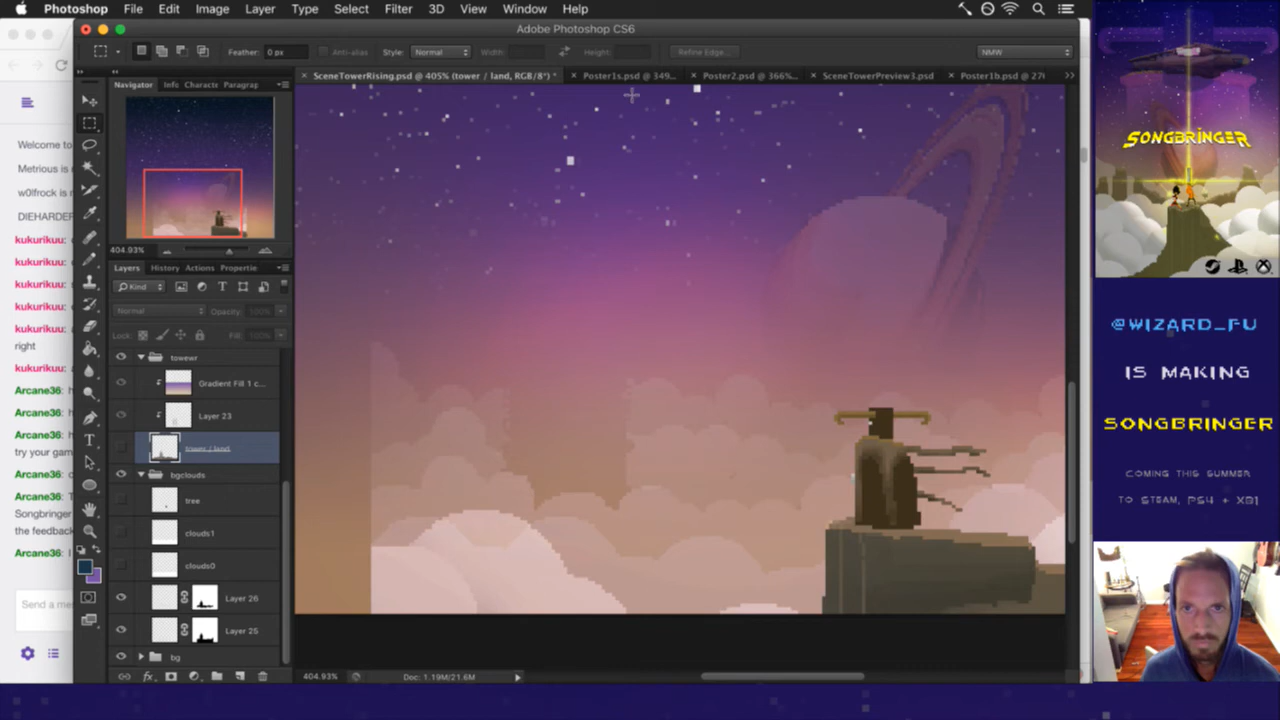 Photoshop File Edit Image Layer Type Select Filter 3D View Window Help
Adobe Photoshop CS6
Feather: 0 px Anti-alias Style: Normal Width: Height: Refine Edge... NMW
SceneTowerRising.psd @ 405% (tower / land, RGB/8*) * Poster1s.psd @ 349... Poster2.psd @ 366%... SceneTowerPreview3.psd Poster1b.psd @ 27
Navigator Info Characte Paragrap
404.93%
Layers History Actions Propertie
Kind
Normal Opacity: 100%
Lock: Fill: 100%
towewr
Gradient Fill 1 c...
Layer 23
tower / land
bgclouds
tree
clouds1
clouds0
Layer 26
Layer 25
bg
404.93% Doc: 1.19M/21.6M
Welcome to
Metrious is
w0lfrock is
DIEHARDER
kukurikuu:
kukurikuu:
kukurikuu:
kukurikuu:
right
kukurikuu:
Arcane36:
Arcane36:
Arcane36:
try your gam
Arcane36:
Arcane36:
Songbringer
the feedback
Arcane36:
Send a me
SONGBRINGER
@WIZARD_FU
IS MAKING
SONGBRINGER
COMING THIS SUMMER
TO STEAM, PS4 + XB1